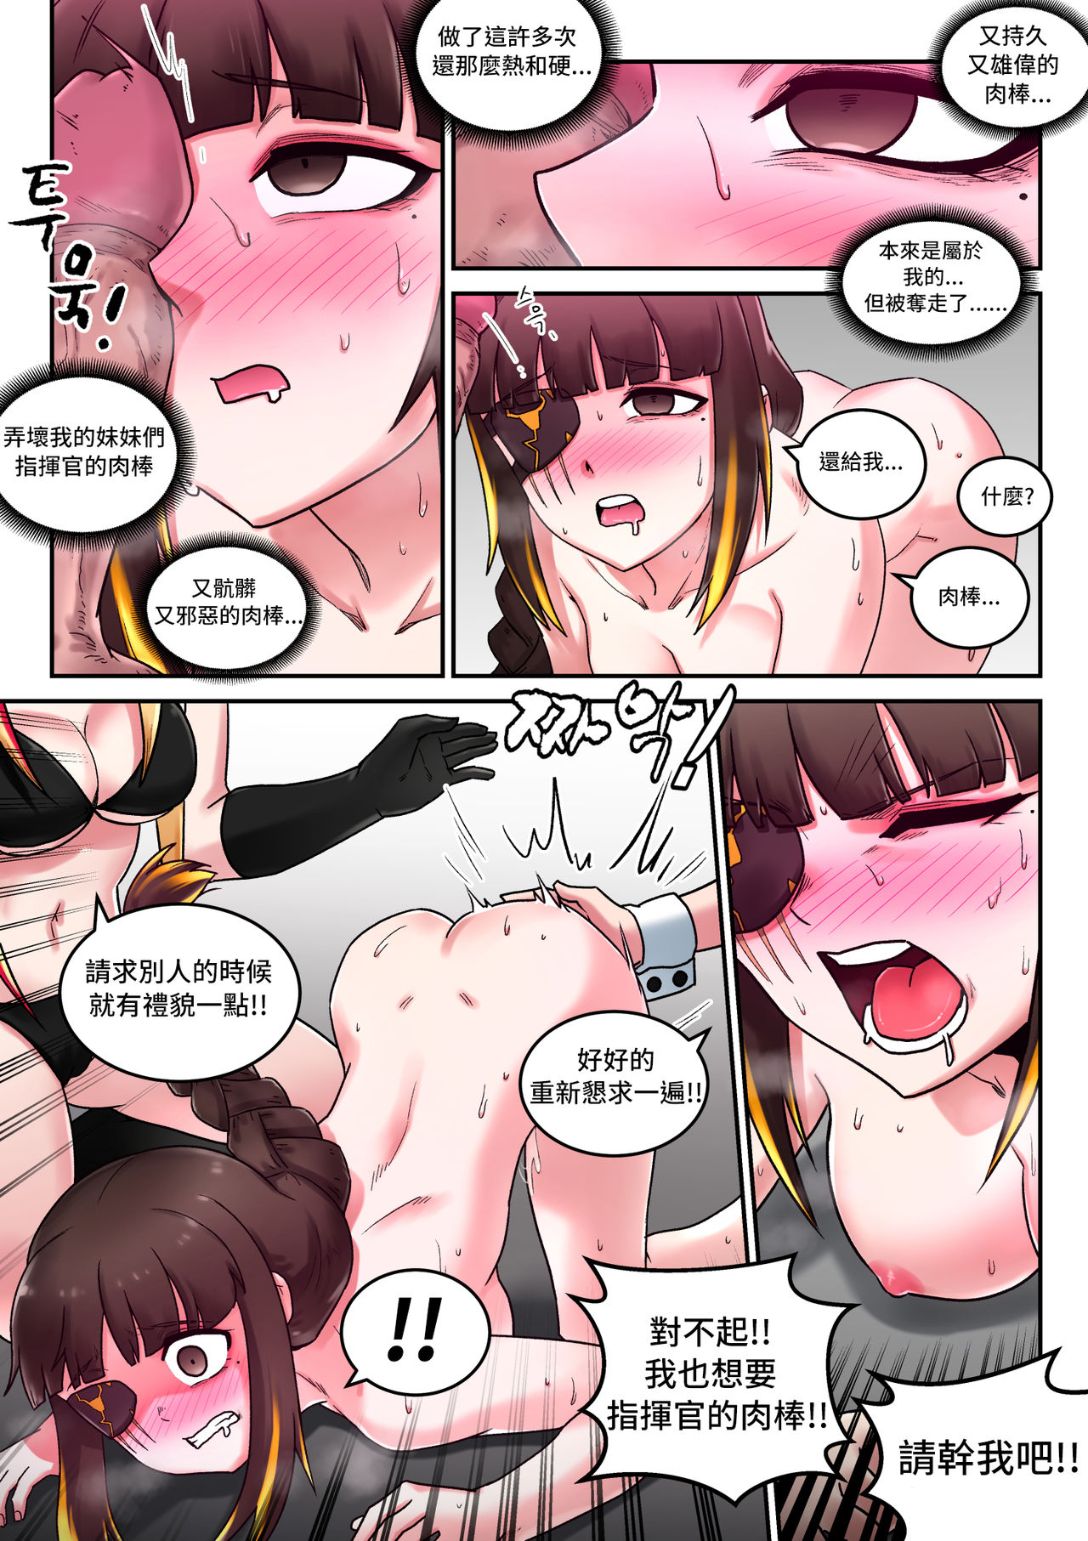 투욱!
弄壞我的妹妹們
指揮官的肉棒
又骯髒
又邪惡的肉棒...
做了這許多次
還那麼熱和硬...
又持久
又雄偉的
肉棒...
本來是屬於
我的...
但被奪走了......
스윽,
還給我...
什麼?
肉棒...
짜악!
請求別人的時候
就有禮貌一點!!
好好的
重新懇求一遍!!
!!
對不起!!
我也想要
指揮官的肉棒!!
請幹我吧!!